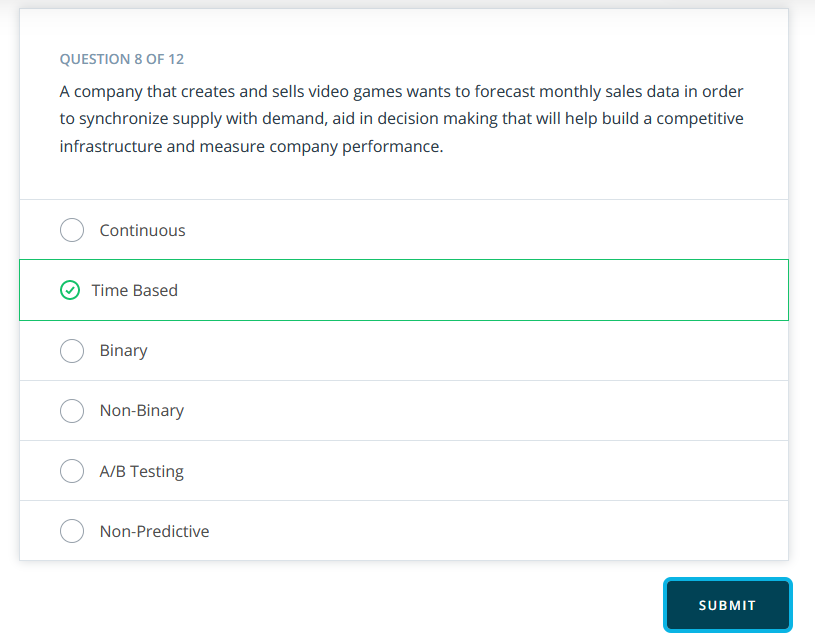 QUESTION 8 OF 12
A company that creates and sells video games wants to forecast monthly sales data in order
to synchronize supply with demand, aid in decision making that will help build a competitive
infrastructure and measure company performance.
Continuous
Time Based
Binary
Non-Binary
A/B Testing
Non-Predictive
SUBMIT